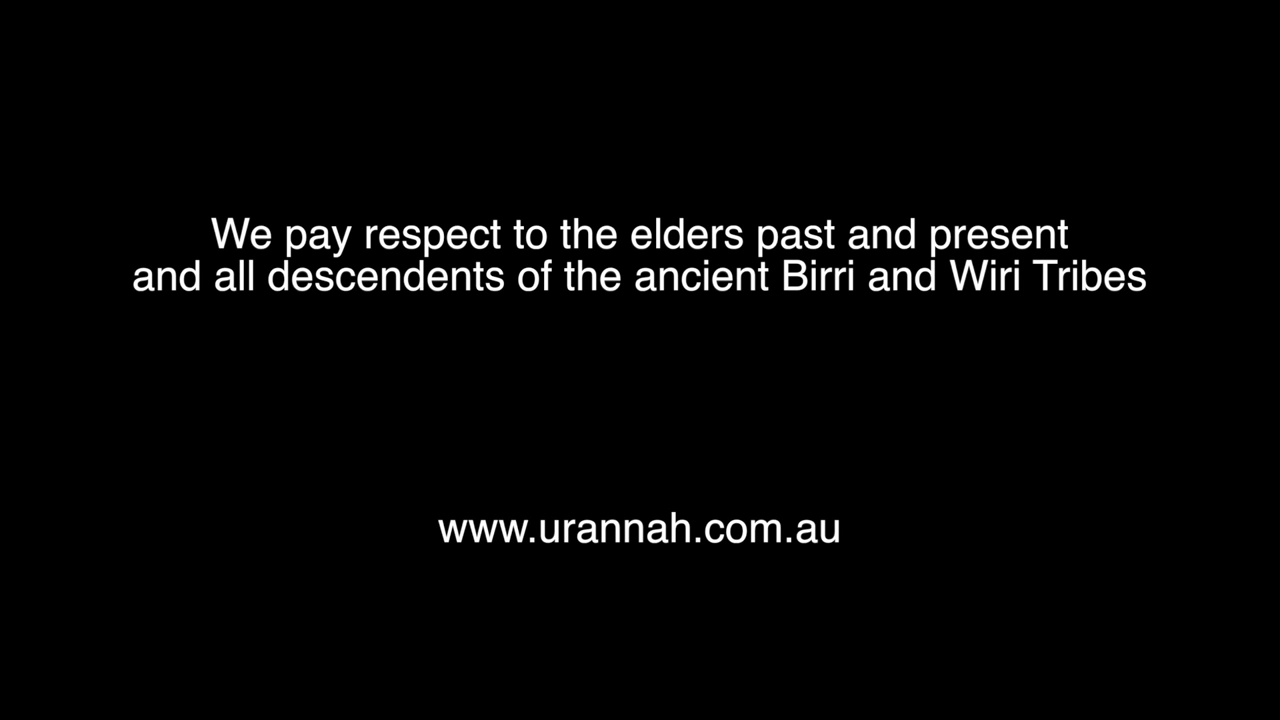 We pay respect to the elders past and present
and all descendents of the ancient Birri and Wiri Tribes
www.urannah.com.au